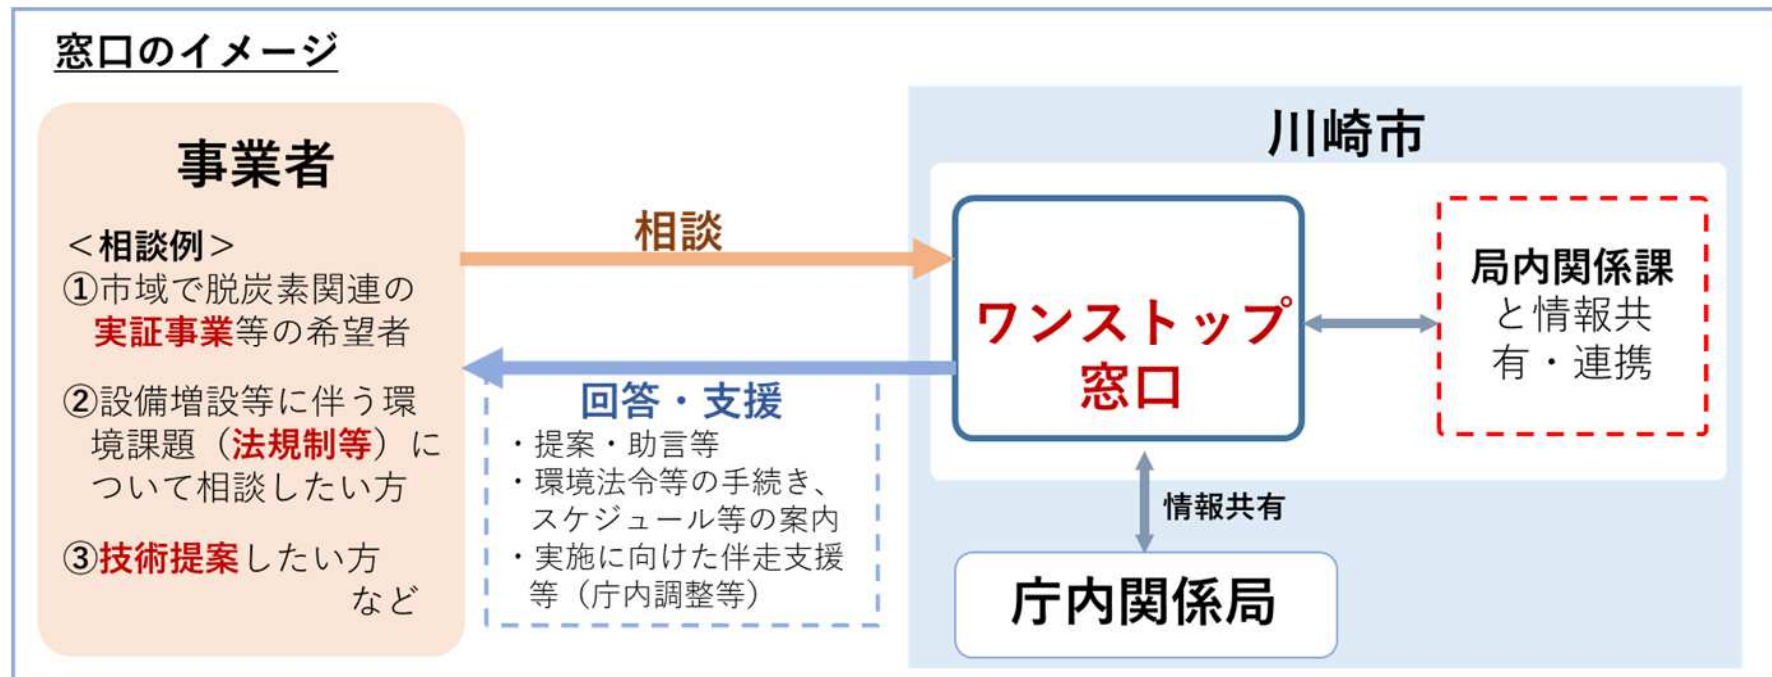 窓口のイメージ
事業者
＜相談例＞
①市域で脱炭素関連の
実証事業等の希望者
②設備増設等に伴う環
境課題（法規制等）に
ついて相談したい方
③技術提案したい方
など
相談
回答・支援
・提案・助言等
・環境法令等の手続き、
スケジュール等の案内
・実施に向けた伴走支援
等（庁内調整等）
川崎市
ワンストップ
窓口
局内関係課
と情報共
有・連携
情報共有
庁内関係局